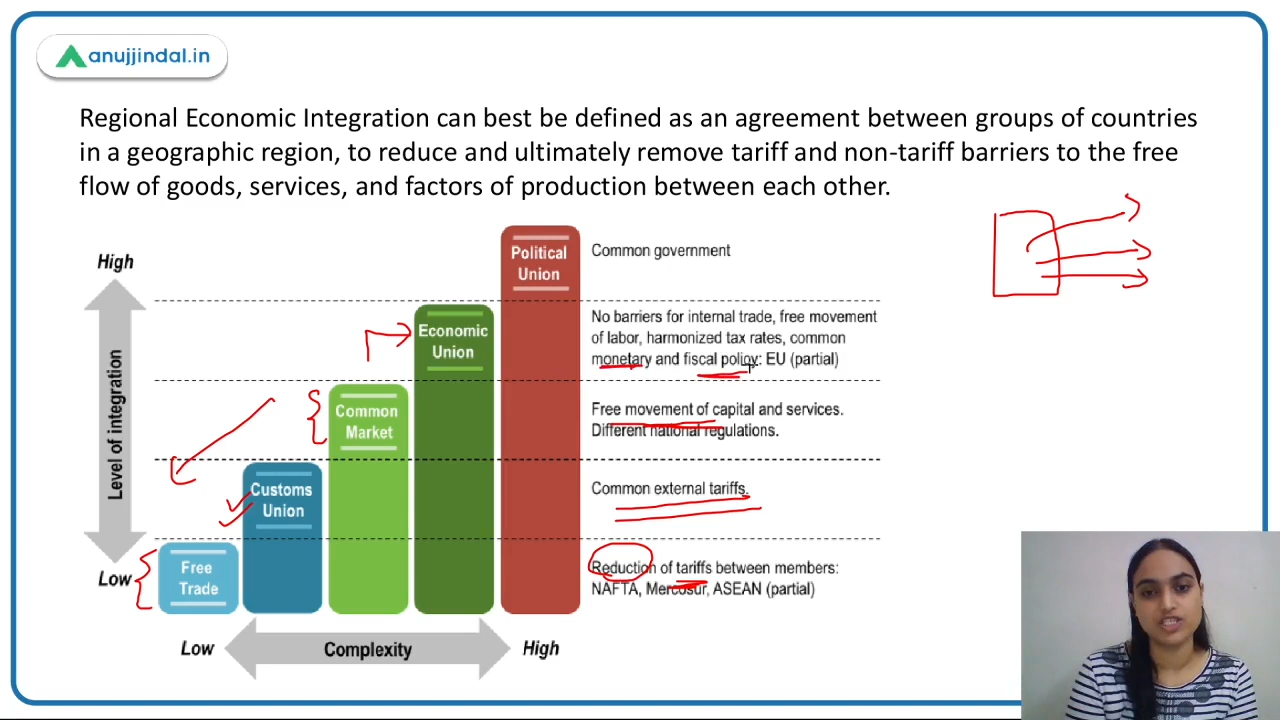 anujjindal.in
Regional Economic Integration can best be defined as an agreement between groups of countries
in a geographic region, to reduce and ultimately remove tariff and non-tariff barriers to the free
flow of goods, services, and factors of production between each other.
High
Level of integration
Low
Political
Union
Common government
Economic
Union
No barriers for internal trade, free movement
of labor, harmonized tax rates, common
monetary and fiscal policy: EU (partial)
Common
Market
Free movement of capital and services.
Different national regulations.
Customs
Union
Common external tariffs.
Free
Trade
Reduction of tariffs between members:
NAFTA, Mercosur, ASEAN (partial)
Low
Complexity
High